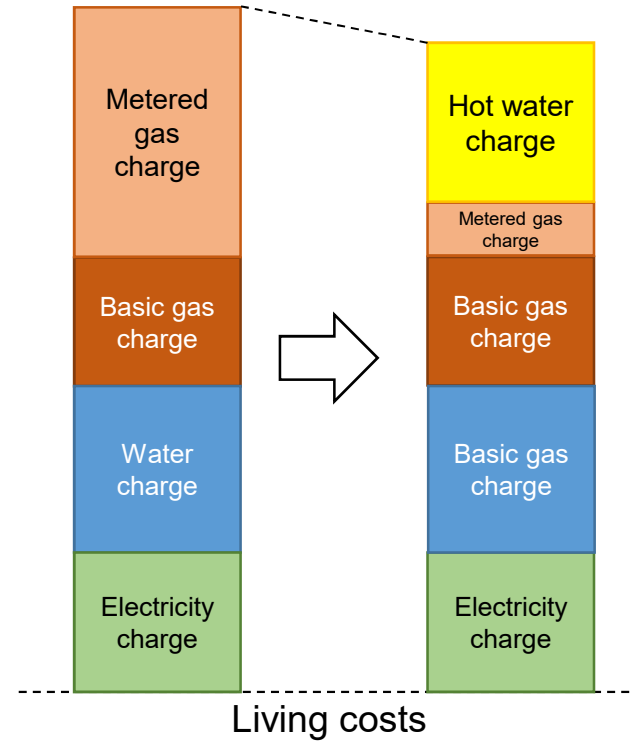 Metered
gas
charge
Basic gas
charge
Water
charge
Electricity
charge
Hot water
charge
Metered gas
charge
Basic gas
charge
Basic gas
charge
Electricity
charge
Living costs